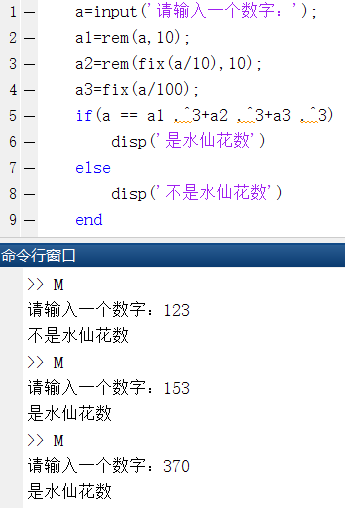 1 — a=input('请输入一个数字：');
2 — a1=rem(a,10);
3 — a2=rem(fix(a/10),10);
4 — a3=fix(a/100);
5 — if(a == a1 .^3+a2 .^3+a3 .^3)
6 — disp('是水仙花数')
7 — else
8 — disp('不是水仙花数')
9 — end
命令行窗口
>> M
请输入一个数字：123
不是水仙花数
>> M
请输入一个数字：153
是水仙花数
>> M
请输入一个数字：370
是水仙花数